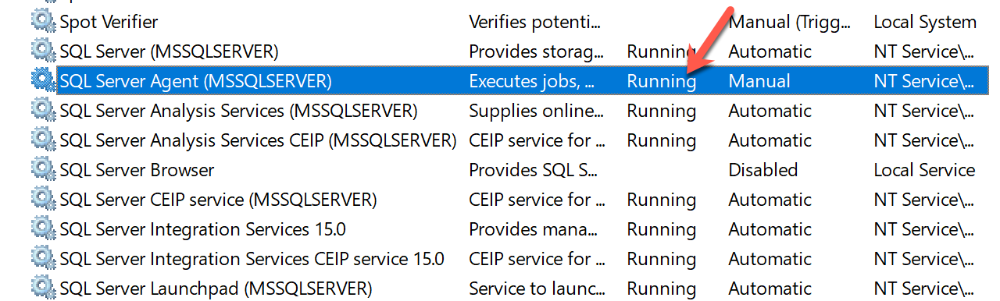 Spot Verifier Verifies potenti... Manual (Trigg... Local System
SQL Server (MSSQLSERVER) Provides storag... Running Automatic NT Service\...
SQL Server Agent (MSSQLSERVER) Executes jobs, ... Running Manual NT Service\...
SQL Server Analysis Services (MSSQLSERVER) Supplies online... Running Automatic NT Service\...
SQL Server Analysis Services CEIP (MSSQLSERVER) CEIP service for ... Running Automatic NT Service\...
SQL Server Browser Provides SQL S... Disabled Local Service
SQL Server CEIP service (MSSQLSERVER) CEIP service for ... Running Automatic NT Service\...
SQL Server Integration Services 15.0 Provides mana... Running Automatic NT Service\...
SQL Server Integration Services CEIP service 15.0 CEIP service for ... Running Automatic NT Service\...
SQL Server Launchpad (MSSQLSERVER) Service to launc... Running Automatic NT Service\...